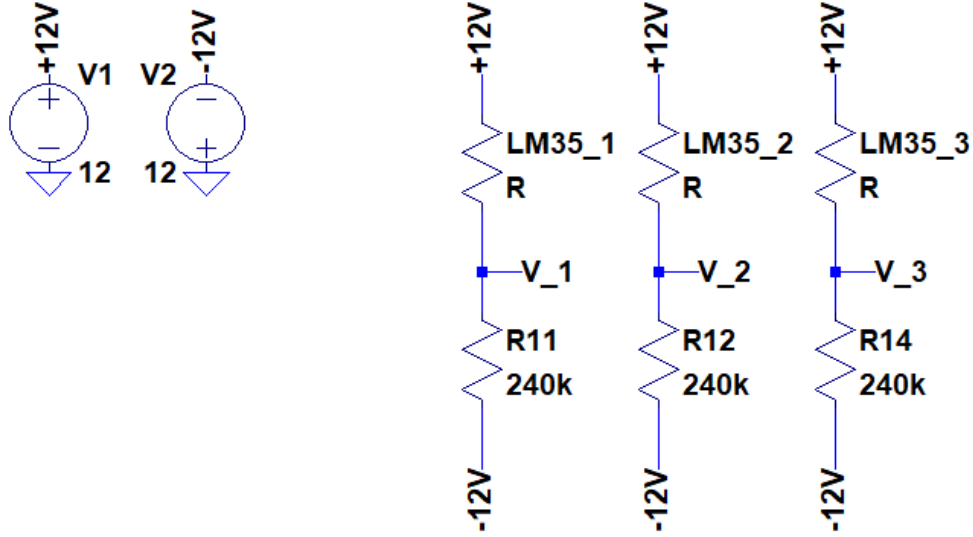 +12V
-12V
V1
V2
12
12
+12V
+12V
+12V
LM35_1
R
LM35_2
R
LM35_3
R
V_1
V_2
V_3
R11
240k
R12
240k
R14
240k
-12V
-12V
-12V